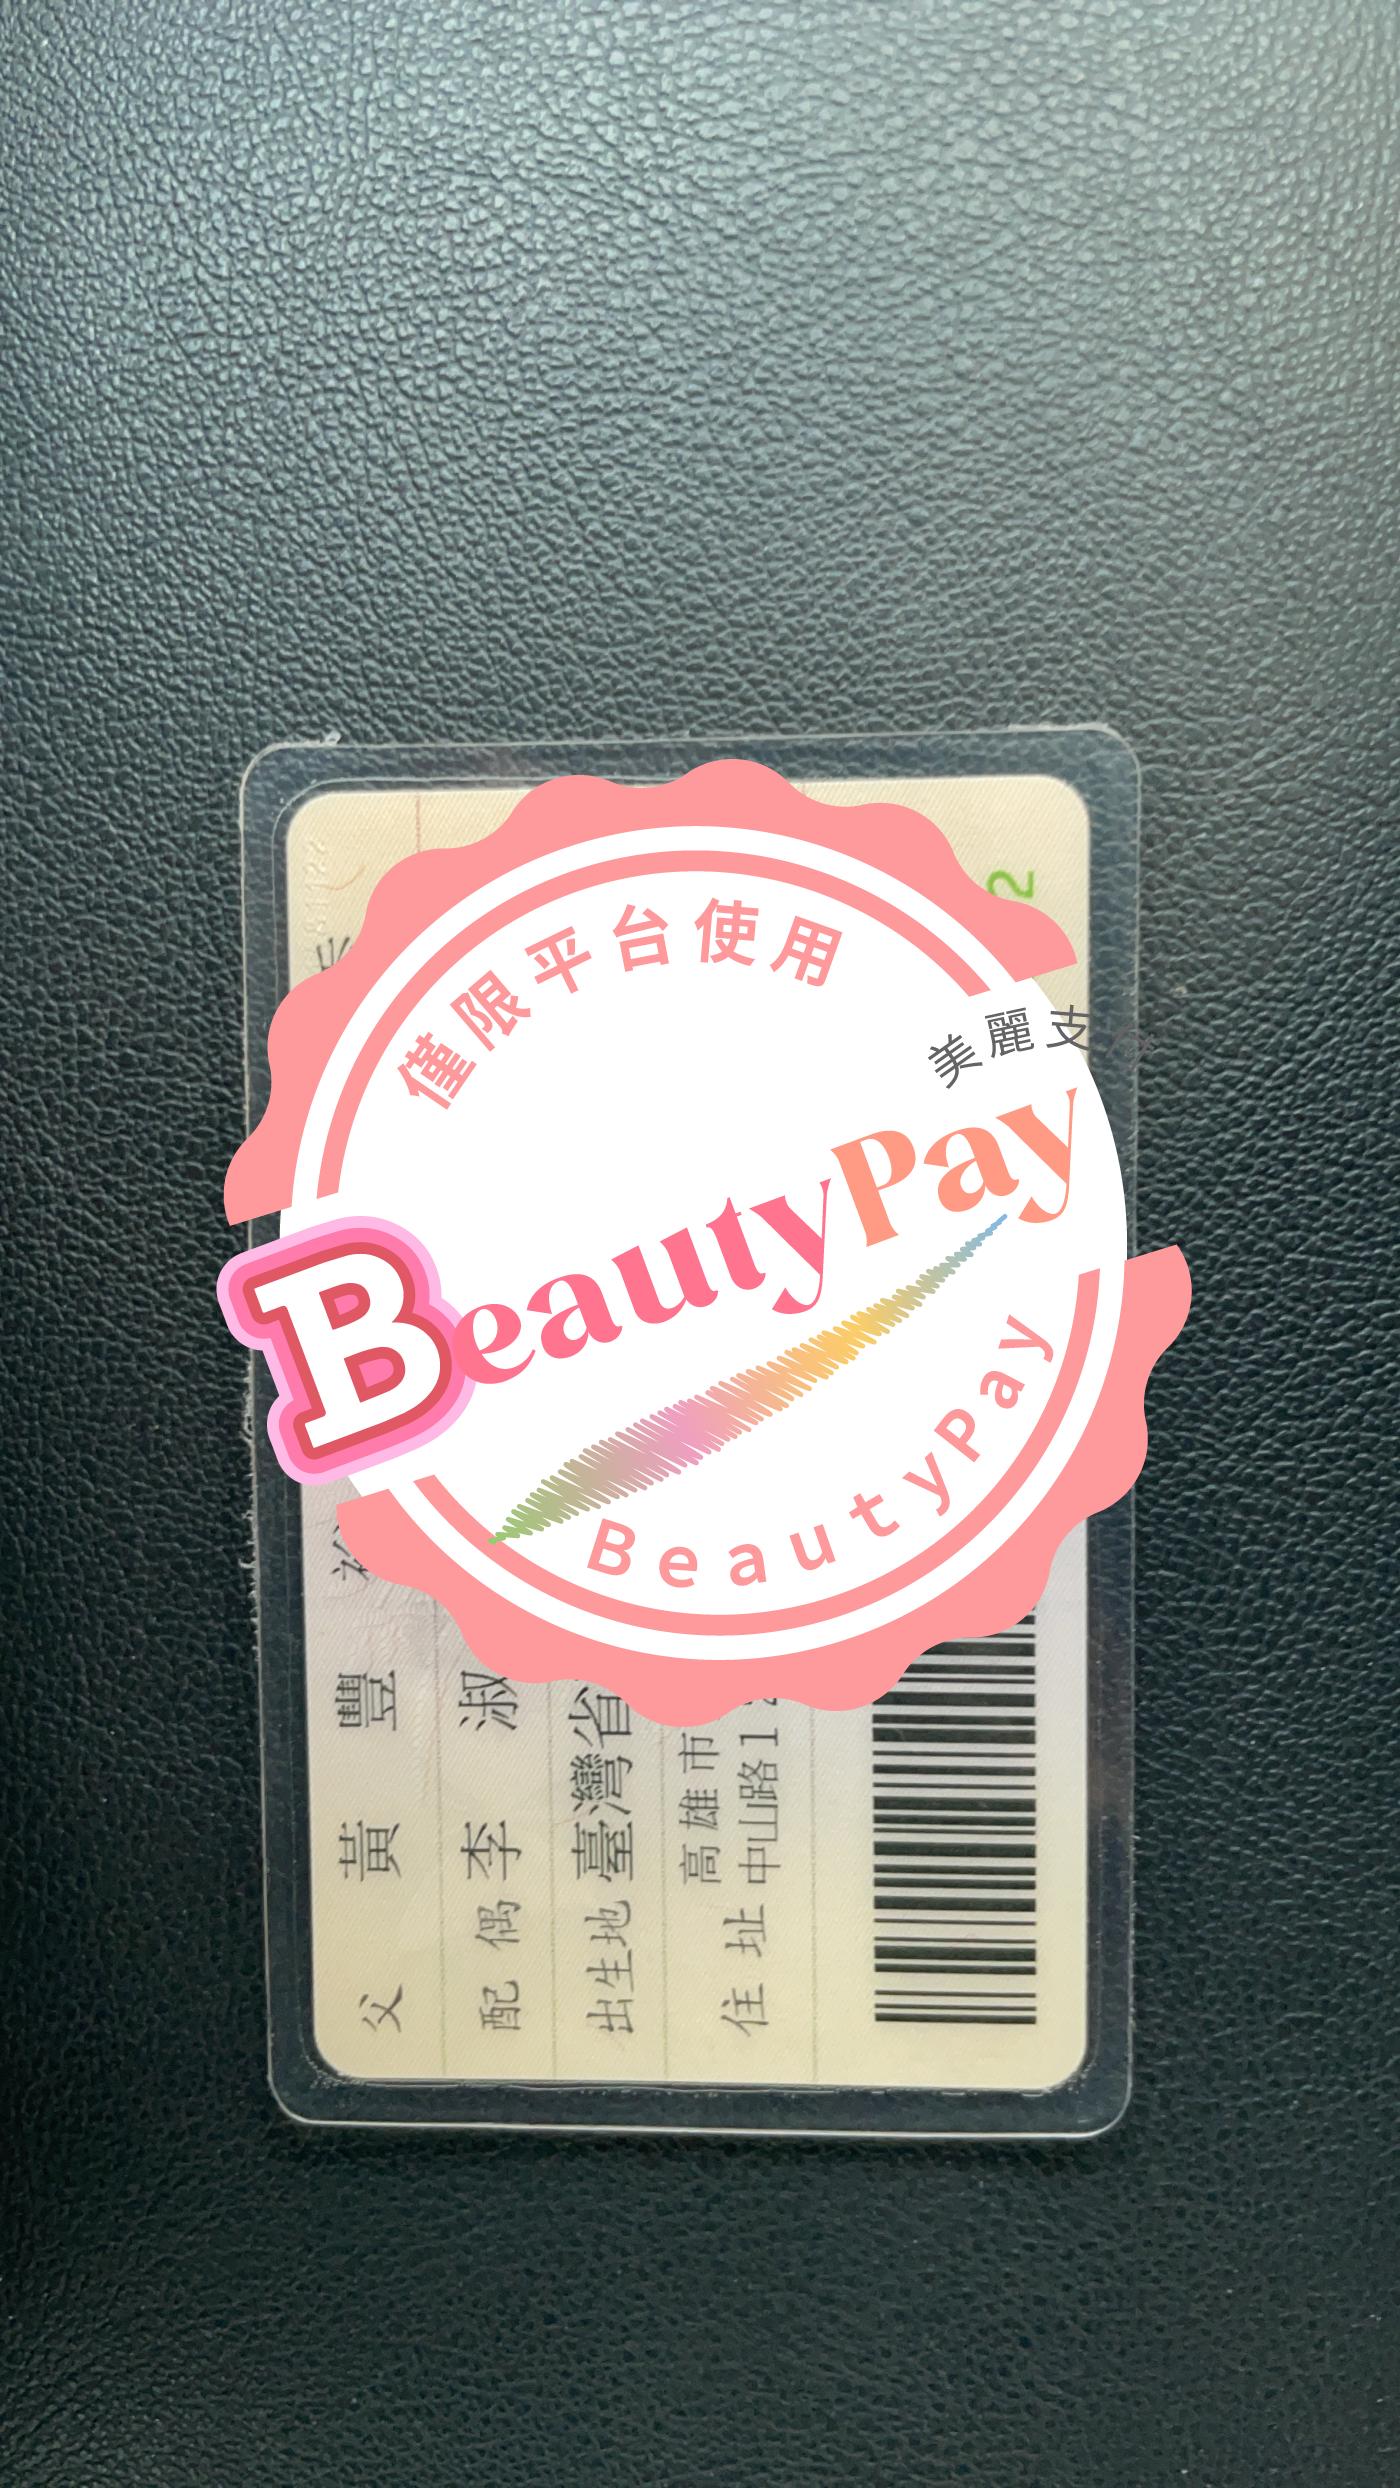 僅限平台使用
美麗支
BeautyPay
BeautyPay
父 黃 豐
配偶 李 淑
出生地 臺灣省
住址 高雄市
中山路1
2